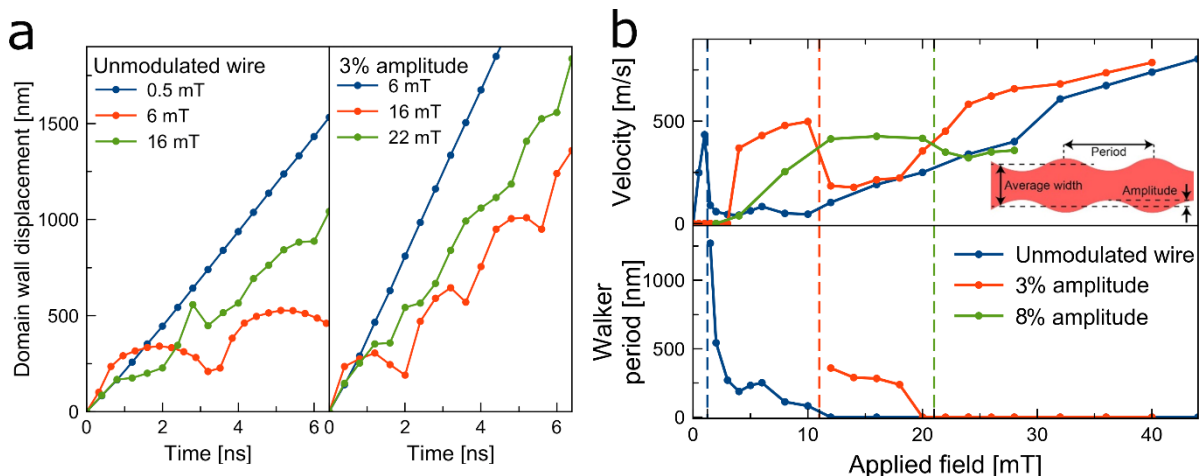 a
b
Unmodulated wire
0.5 mT
6 mT
16 mT
3% amplitude
6 mT
16 mT
22 mT
Domain wall displacement [nm]
1500
1000
500
0
0 2 4 6
0 2 4 6
Time [ns]
Time [ns]
Velocity [m/s]
500
0
Period
Average width
Amplitude
Walker
period [nm]
1000
500
0
Unmodulated wire
3% amplitude
8% amplitude
0 10 20 30 40
Applied field [mT]